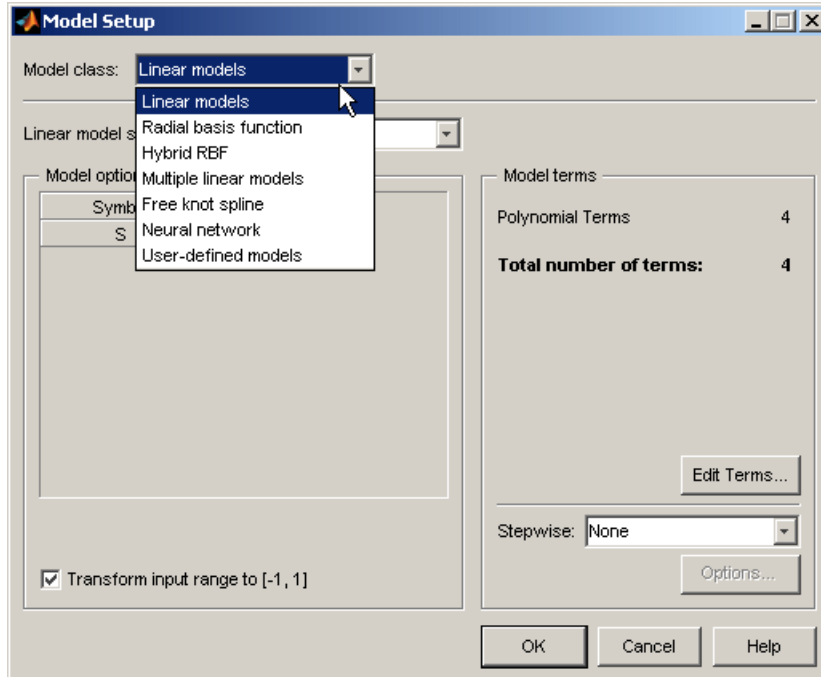 Model Setup
Model class: Linear models
Linear models
Linear model s
Radial basis function
Hybrid RBF
Multiple linear models
Free knot spline
Neural network
User-defined models
Model option
Symb
S
Transform input range to [-1, 1]
Model terms
Polynomial Terms 4
Total number of terms: 4
Edit Terms...
Stepwise: None
Options...
OK Cancel Help